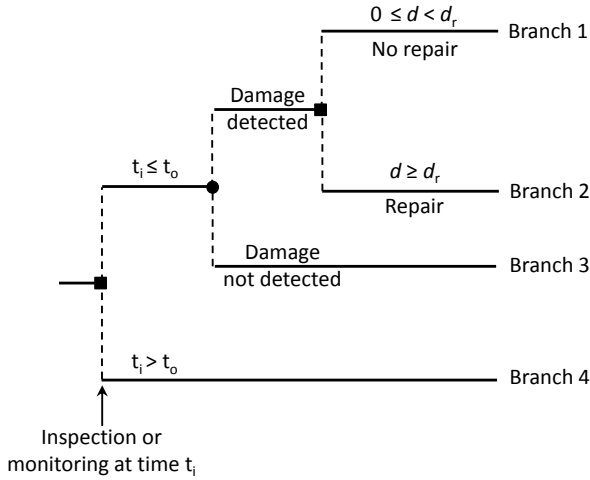 0 ≤ d < dᵣ
No repair
Branch 1
Damage
detected
tᵢ ≤ tₒ
d ≥ dᵣ
Repair
Branch 2
Damage
not detected
Branch 3
tᵢ > tₒ
Branch 4
Inspection or
monitoring at time tᵢ